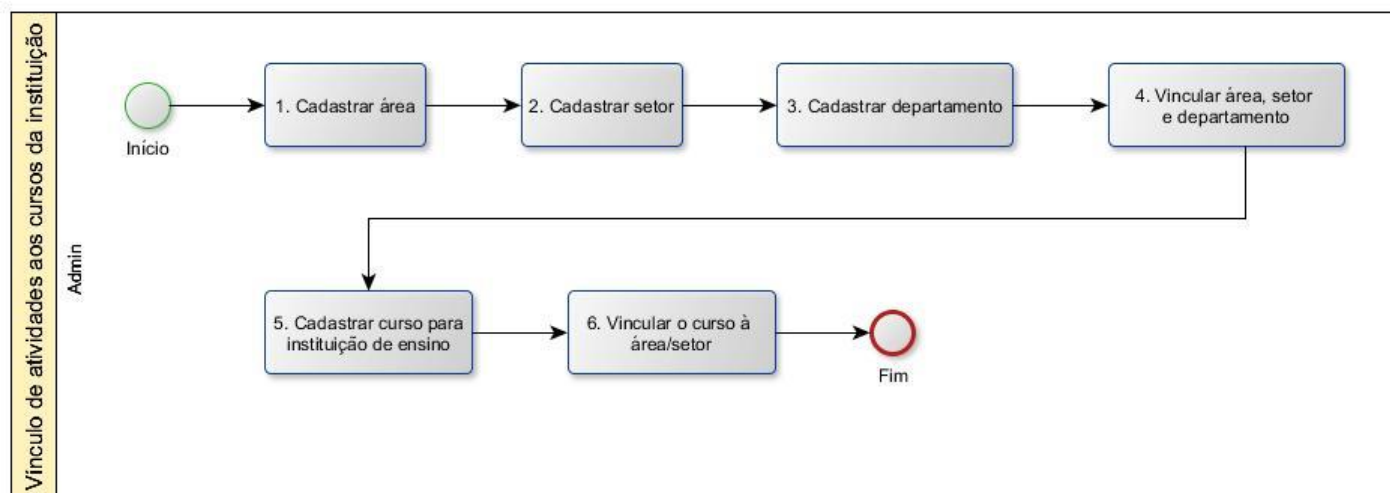 Vínculo de atividades aos cursos da instituição
Admin
Início
1. Cadastrar área
2. Cadastrar setor
3. Cadastrar departamento
4. Vincular área, setor
e departamento
5. Cadastrar curso para
instituição de ensino
6. Vincular o curso à
área/setor
Fim